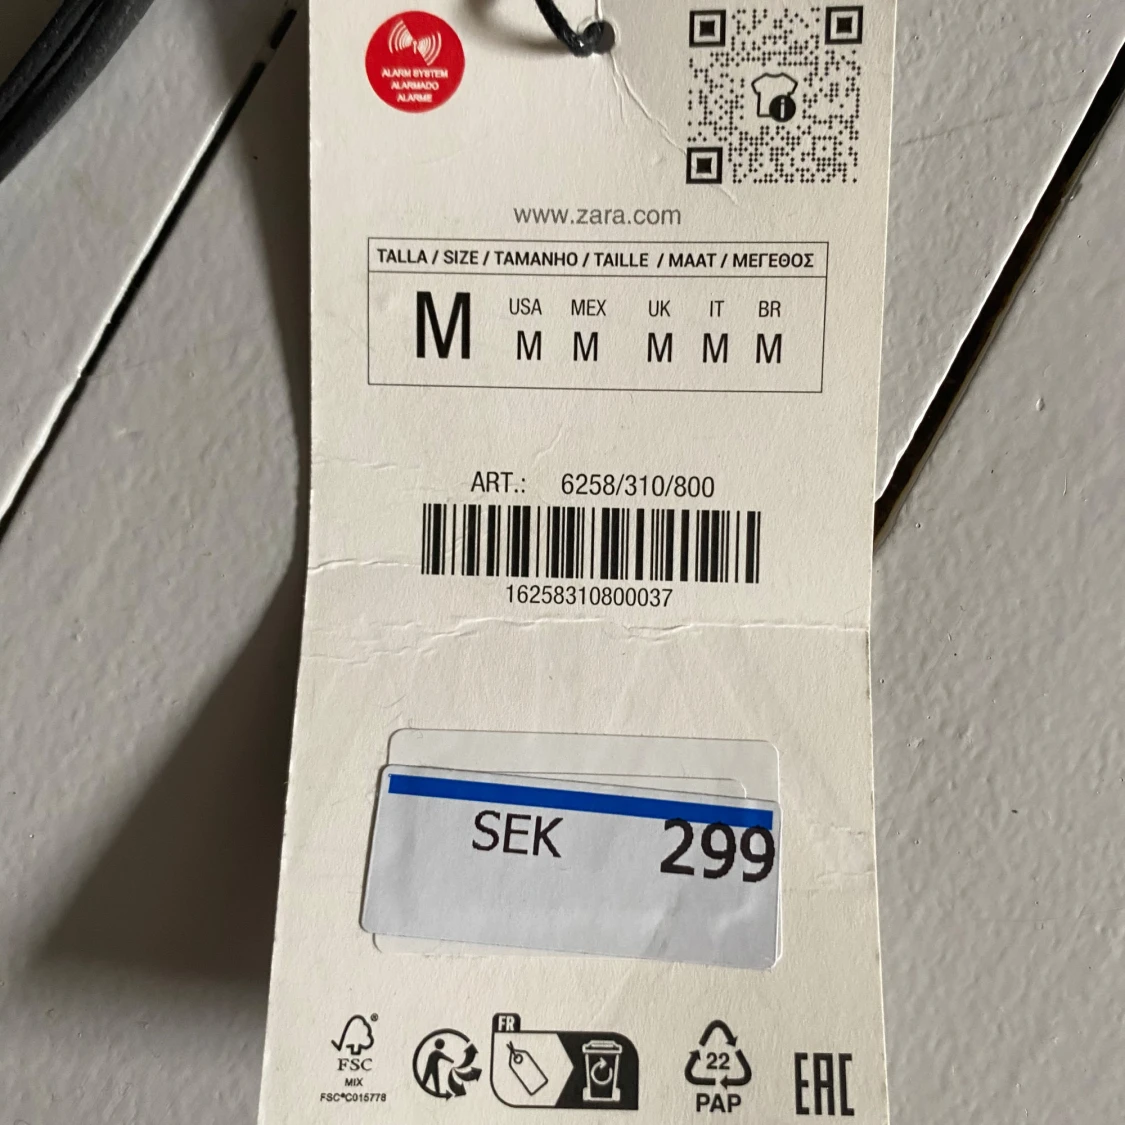 ALARM SYSTEM
ALARMADO
ALARME
www.zara.com
TALLA / SIZE / TAMANHO / TAILLE / MAAT / ΜΕΓΕΘΟΣ
M
USA MEX UK IT BR
M M M M M
ART.: 6258/310/800
16258310800037
SEK 299
FR
FSC®
MIX
FSC®C015778
22
PAP
EAC